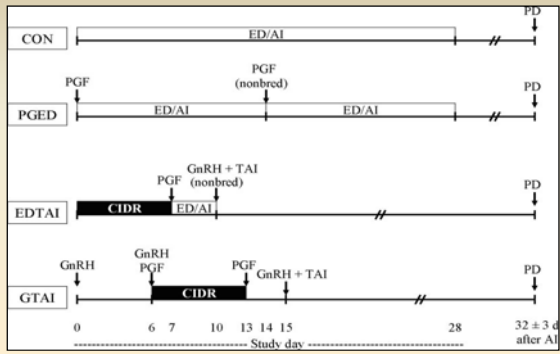 CON
ED/AI
PD
PGED
PGF
ED/AI
PGF
(nonbred)
ED/AI
PD
EDTAI
CIDR
PGF
ED/AI
GnRH + TAI
(nonbred)
PD
GTAI
GnRH
GnRH
PGF
CIDR
PGF
GnRH + TAI
PD
0 6 7 10 13 14 15 28 32 ± 3 d
after AI
Study day